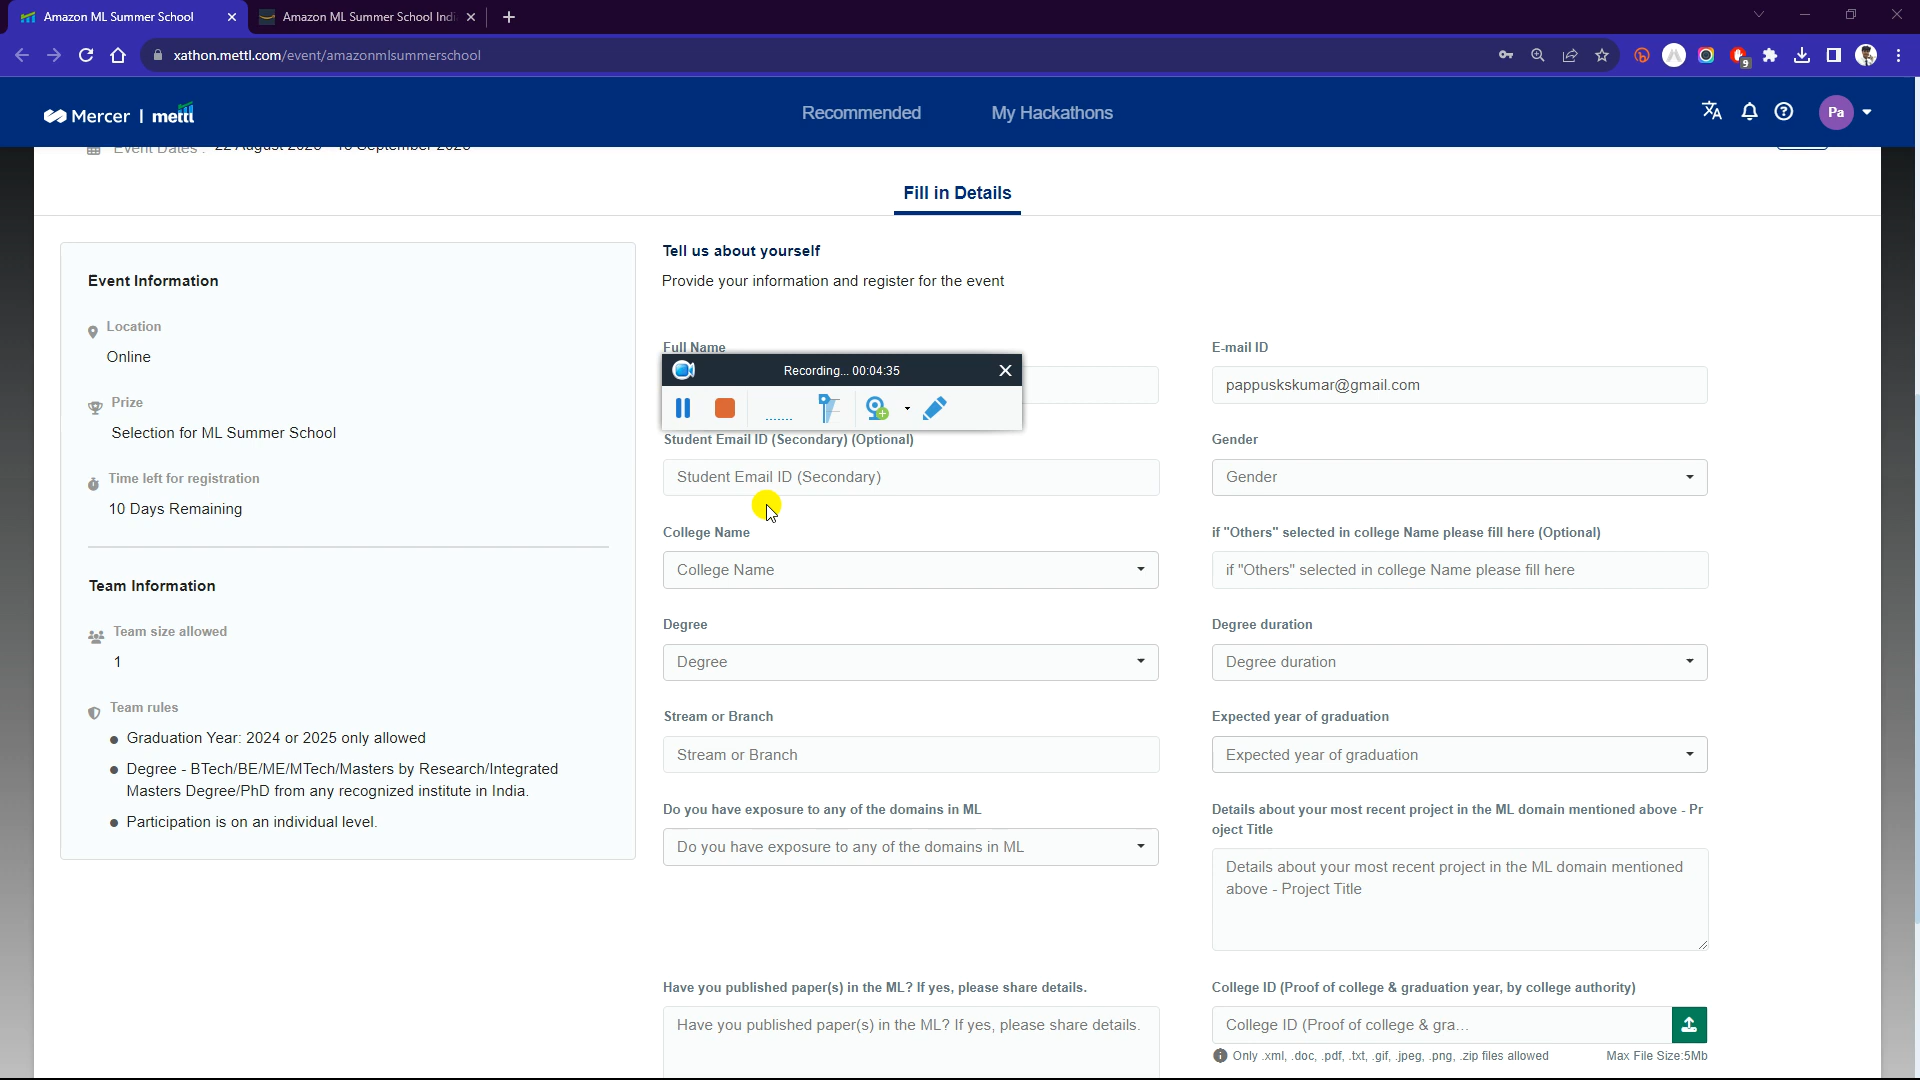 Amazon ML Summer School
Amazon ML Summer School Indi
xathon.mettl.com/event/amazonmlsummerschool
9
Mercer | mettl
Recommended
My Hackathons
Pa
Event Dates :
Fill in Details
Event Information
Location
Online
Prize
Selection for ML Summer School
Time left for registration
10 Days Remaining
Team Information
Team size allowed
1
Team rules
Graduation Year: 2024 or 2025 only allowed
Degree - BTech/BE/ME/MTech/Masters by Research/Integrated
Masters Degree/PhD from any recognized institute in India.
Participation is on an individual level.
Tell us about yourself
Provide your information and register for the event
Full Name
E-mail ID
Recording... 00:04:35
pappuskskumar@gmail.com
Student Email ID (Secondary) (Optional)
Gender
Student Email ID (Secondary)
Gender
College Name
if "Others" selected in college Name please fill here (Optional)
College Name
if "Others" selected in college Name please fill here
Degree
Degree duration
Degree
Degree duration
Stream or Branch
Expected year of graduation
Stream or Branch
Expected year of graduation
Do you have exposure to any of the domains in ML
Details about your most recent project in the ML domain mentioned above - Pr
oject Title
Do you have exposure to any of the domains in ML
Details about your most recent project in the ML domain mentioned
above - Project Title
Have you published paper(s) in the ML? If yes, please share details.
College ID (Proof of college & graduation year, by college authority)
Have you published paper(s) in the ML? If yes, please share details.
College ID (Proof of college & gra...
Only .xml, .doc, .pdf, .txt, .gif, .jpeg, .png, .zip files allowed
Max File Size:5Mb